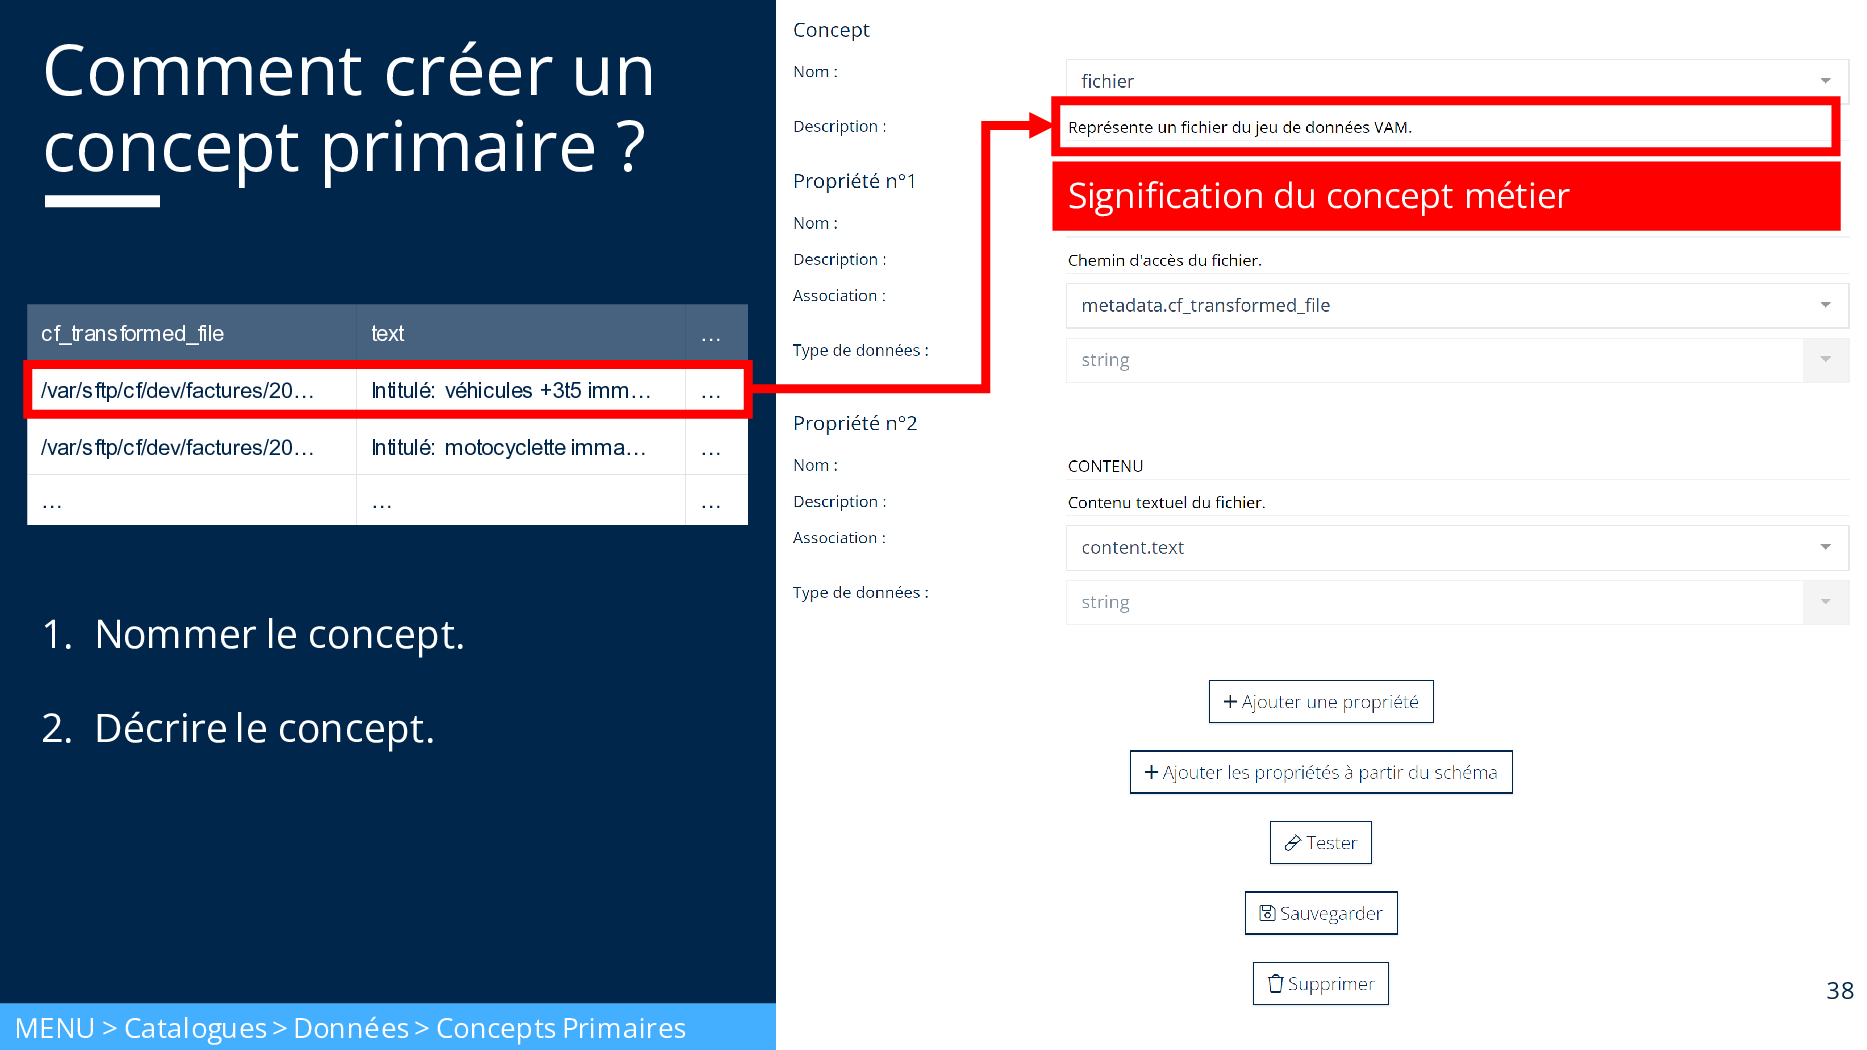 Comment créer un
concept primaire ?
cf_transformed_file text ...
/var/sftp/cf/dev/factures/20... Intitulé: véhicules +3t5 imm... ...
/var/sftp/cf/dev/factures/20... Intitulé: motocyclette imma... ...
... ... ...
1. Nommer le concept.
2. Décrire le concept.
MENU > Catalogues > Données > Concepts Primaires
Concept
Nom : fichier
Description : Représente un fichier du jeu de données VAM.
Signification du concept métier
Propriété n°1
Nom :
Description : Chemin d'accès du fichier.
Association : metadata.cf_transformed_file
Type de données : string
Propriété n°2
Nom : CONTENU
Description : Contenu textuel du fichier.
Association : content.text
Type de données : string
+ Ajouter une propriété
+ Ajouter les propriétés à partir du schéma
Tester
Sauvegarder
Supprimer
38